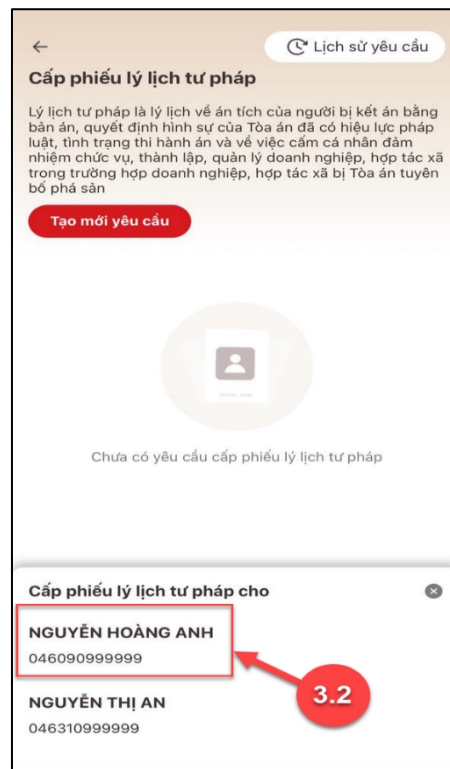 Lịch sử yêu cầu
Cấp phiếu lý lịch tư pháp
Lý lịch tư pháp là lý lịch về án tích của người bị kết án bằng
bản án, quyết định hình sự của Tòa án đã có hiệu lực pháp
luật, tình trạng thi hành án và về việc cấm cá nhân đảm
nhiệm chức vụ, thành lập, quản lý doanh nghiệp, hợp tác xã
trong trường hợp doanh nghiệp, hợp tác xã bị Tòa án tuyên
bố phá sản
Tạo mới yêu cầu
Chưa có yêu cầu cấp phiếu lý lịch tư pháp
Cấp phiếu lý lịch tư pháp cho
NGUYỄN HOÀNG ANH
046090999999
3.2
NGUYỄN THỊ AN
046310999999